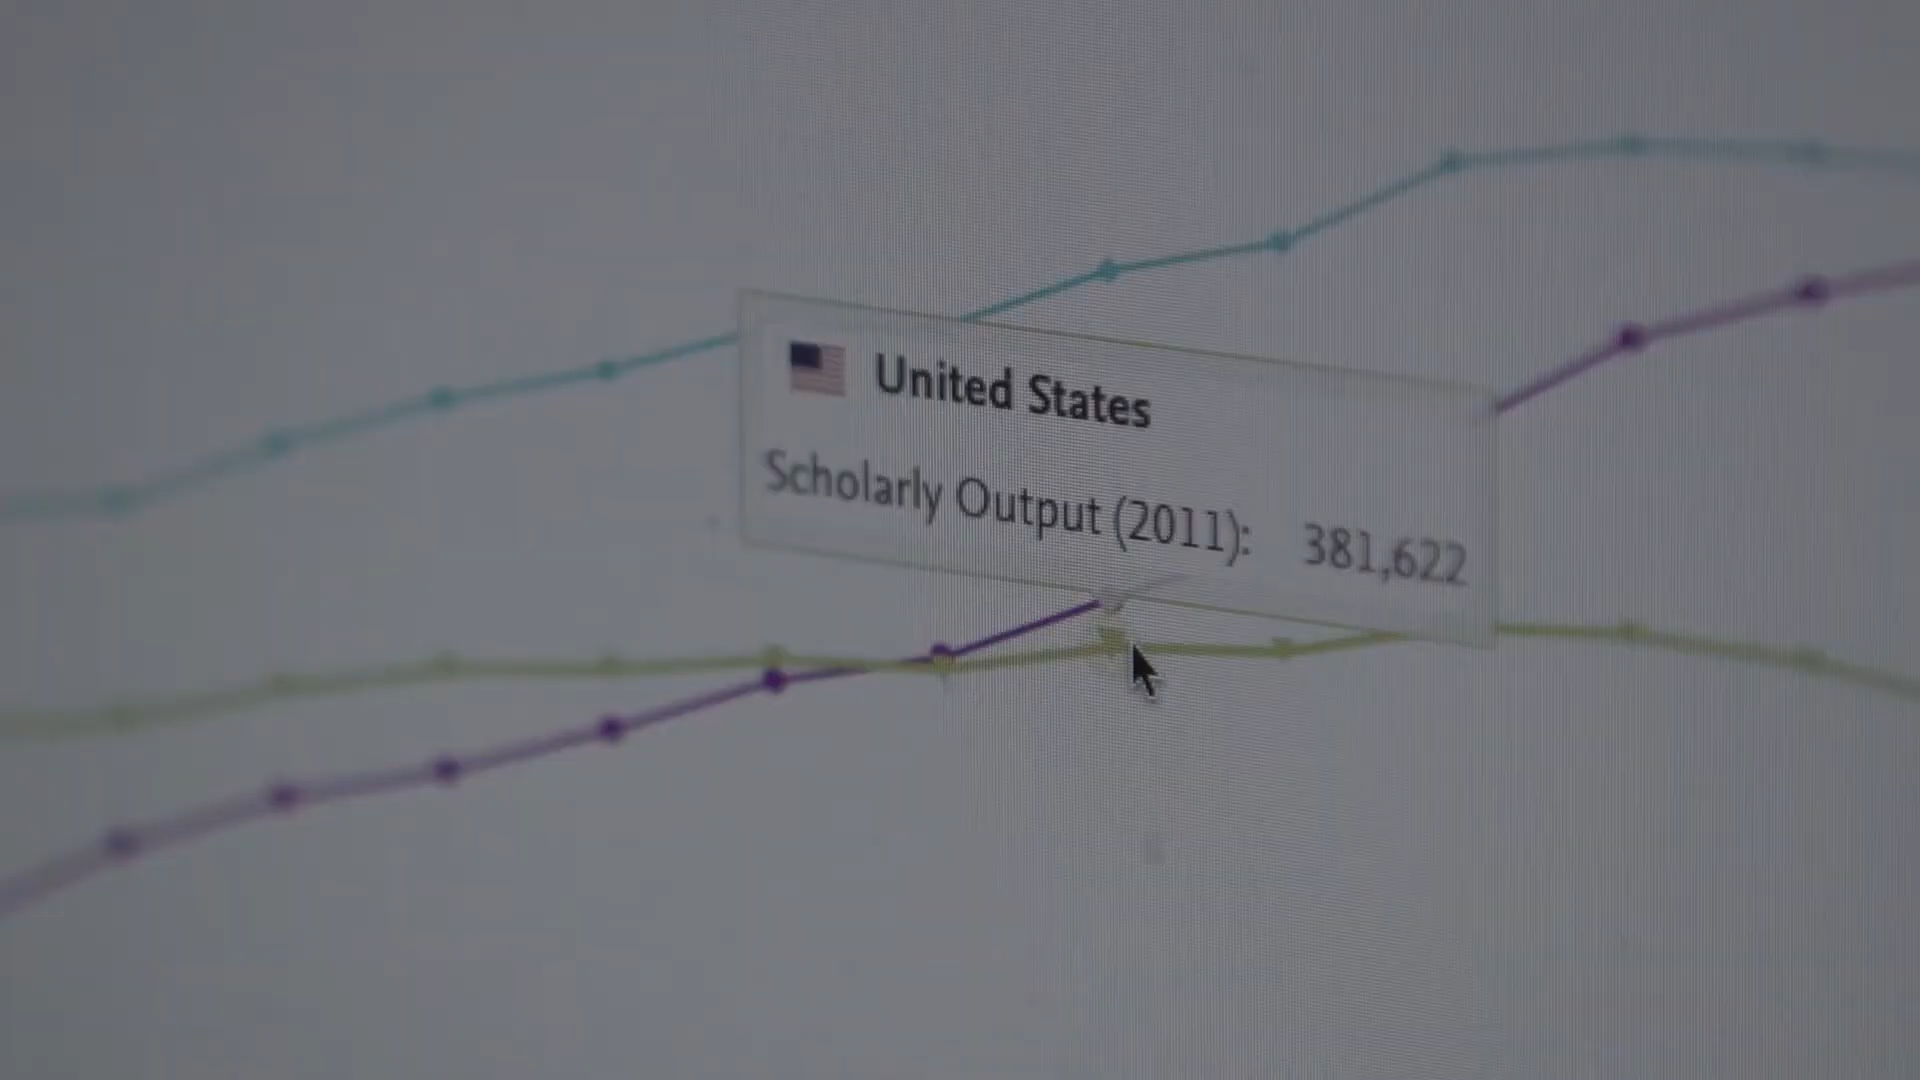 United States
Scholarly Output (2011): 381,622